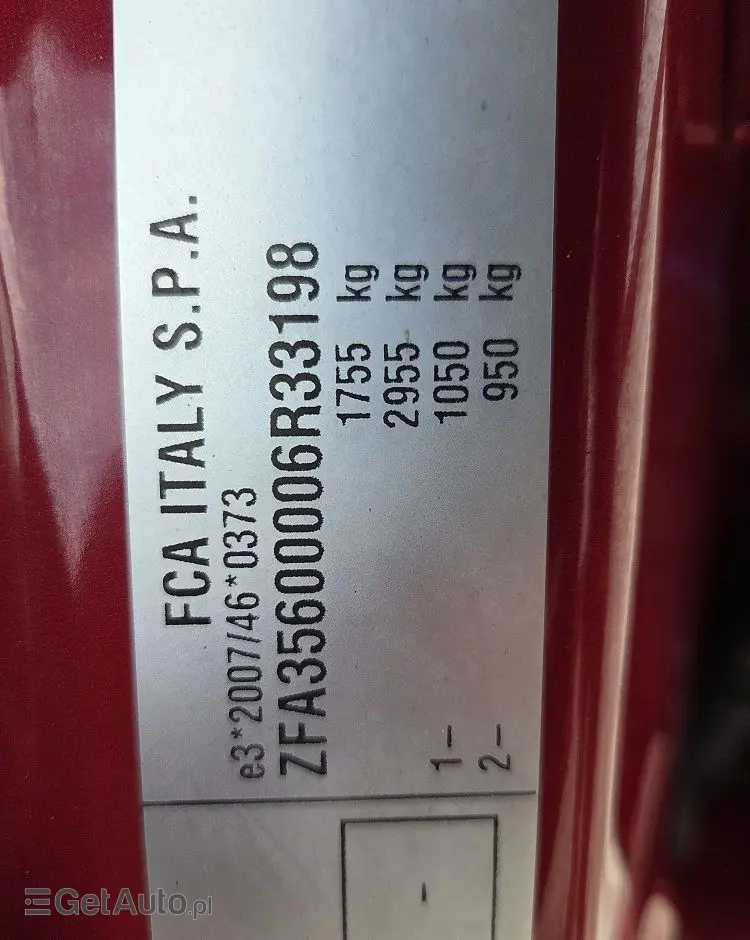 FCA ITALY S.P.A.
e3*2007/46*0373
ZFA35600006R33198
1755 kg
2955 kg
1- 1050 kg
2- 950 kg
-
GetAuto.pl